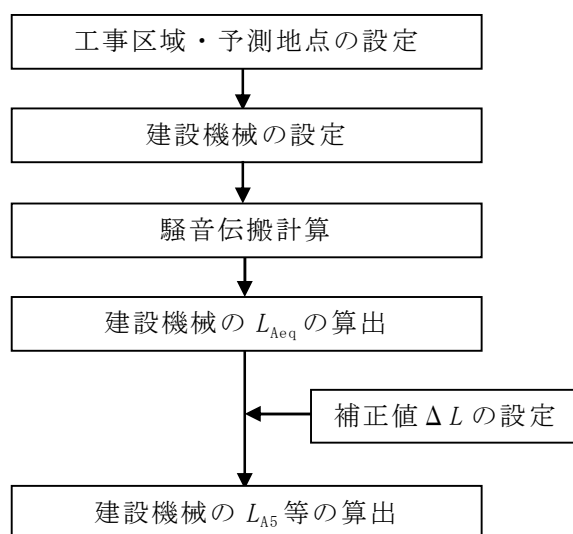 工事区域・予測地点の設定
建設機械の設定
騒音伝搬計算
建設機械の L_Aeq の算出
補正値 Δ L の設定
建設機械の L_A5 等の算出